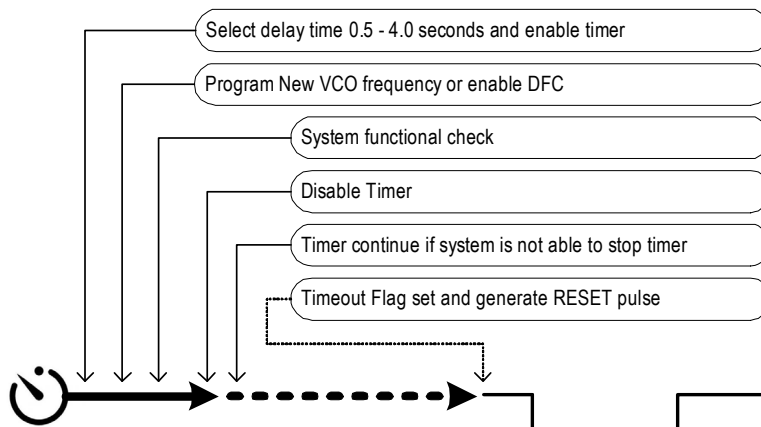 Select delay time 0.5 - 4.0 seconds and enable timer
Program New VCO frequency or enable DFC
System functional check
Disable Timer
Timer continue if system is not able to stop timer
Timeout Flag set and generate RESET pulse